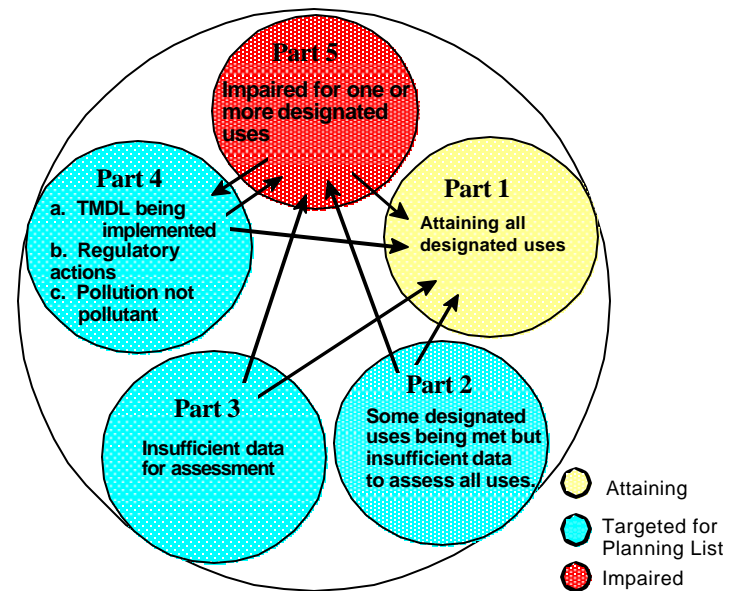 Part 5
Impaired for one or
more designated
uses
Part 4
a. TMDL being
implemented
b. Regulatory
actions
c. Pollution not
pollutant
Part 1
Attaining all
designated uses
Part 3
Insufficient data
for assessment
Part 2
Some designated
uses being met but
insufficient data
to assess all uses.
Attaining
Targeted for
Planning List
Impaired